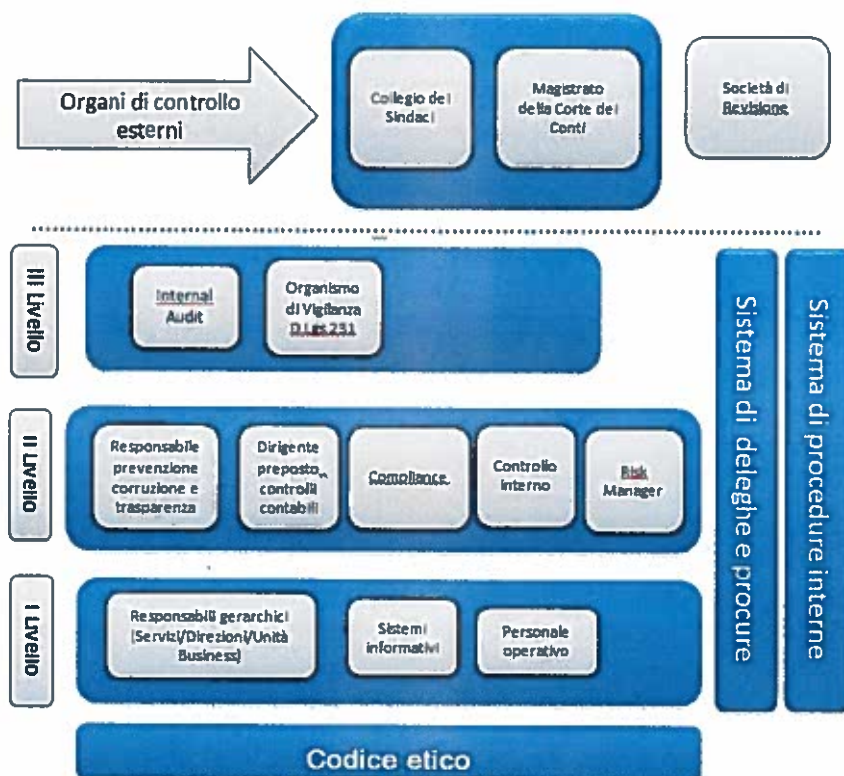 Organi di controllo
esterni
Collegio dei
Sindaci
Magistrato
della Corte dei
Conti
Società di
Revisione
III Livello
Internal
Audit
Organismo
di Vigilanza
D.Lgs.231
II Livello
Responsabile
prevenzione
corruzione e
trasparenza
Dirigente
preposto,
controlli
contabili
Compliance
Controllo
interno
Risk
Manager
I Livello
Responsabili gerarchici
(Servizi/Direzioni/Unità
Business)
Sistemi
informativi
Personale
operativo
Sistema di deleghe e procure
Sistema di procedure interne
Codice etico